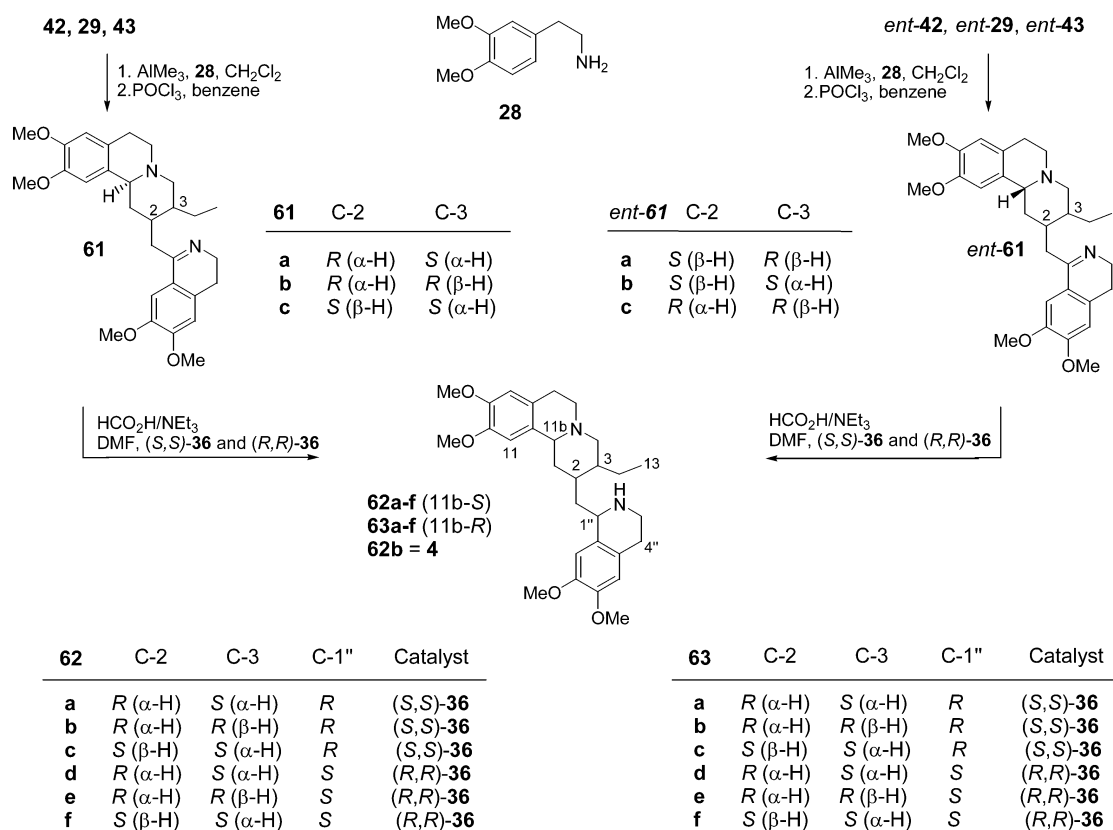 42, 29, 43
1. AlMe3, 28, CH2Cl2
2.POCl3, benzene
MeO
MeO
NH2
28
ent-42, ent-29, ent-43
1. AlMe3, 28, CH2Cl2
2.POCl3, benzene
MeO
MeO
N
H
2
3
N
61
MeO
OMe
61 C-2 C-3
a R (α-H) S (α-H)
b R (α-H) R (β-H)
c S (β-H) S (α-H)
ent-61 C-2 C-3
a S (β-H) R (β-H)
b S (β-H) S (α-H)
c R (α-H) R (β-H)
MeO
MeO
N
H
2
3
N
ent-61
MeO
OMe
HCO2H/NEt3
DMF, (S,S)-36 and (R,R)-36
HCO2H/NEt3
DMF, (S,S)-36 and (R,R)-36
MeO
MeO
11b
N
11
2
3
13
H
N
1"
4"
MeO
OMe
62a-f (11b-S)
63a-f (11b-R)
62b = 4
62 C-2 C-3 C-1" Catalyst
a R (α-H) S (α-H) R (S,S)-36
b R (α-H) R (β-H) R (S,S)-36
c S (β-H) S (α-H) R (S,S)-36
d R (α-H) S (α-H) S (R,R)-36
e R (α-H) R (β-H) S (R,R)-36
f S (β-H) S (α-H) S (R,R)-36
63 C-2 C-3 C-1" Catalyst
a R (α-H) S (α-H) R (S,S)-36
b R (α-H) R (β-H) R (S,S)-36
c S (β-H) S (α-H) R (S,S)-36
d R (α-H) S (α-H) S (R,R)-36
e R (α-H) R (β-H) S (R,R)-36
f S (β-H) S (α-H) S (R,R)-36